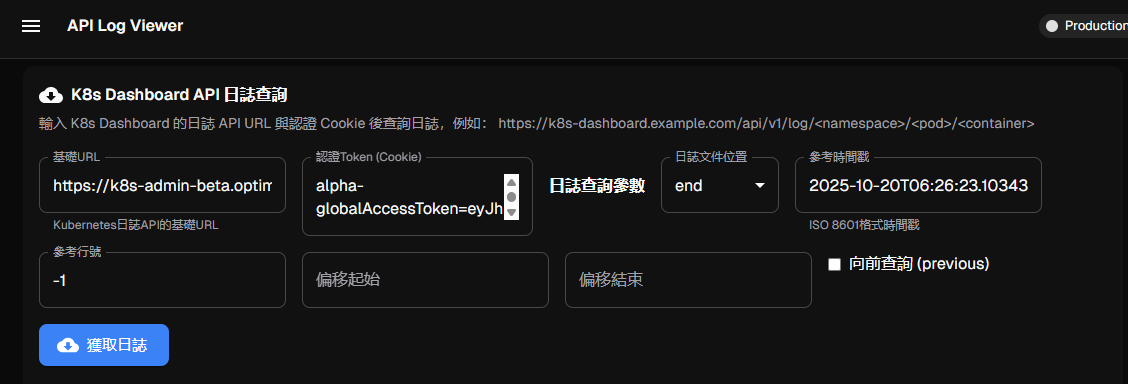 API Log Viewer
Production
K8s Dashboard API 日誌查詢
輸入 K8s Dashboard 的日誌 API URL 與認證 Cookie 後查詢日誌，例如： https://k8s-dashboard.example.com/api/v1/log/<namespace>/<pod>/<container>
基礎URL
https://k8s-admin-beta.optim
Kubernetes日誌API的基礎URL
認證Token (Cookie)
alpha-
globalAccessToken=eyJh
日誌查詢參數
日誌文件位置
end
參考時間戳
2025-10-20T06:26:23.10343
ISO 8601格式時間戳
參考行號
-1
偏移起始
偏移結束
向前查詢 (previous)
獲取日誌